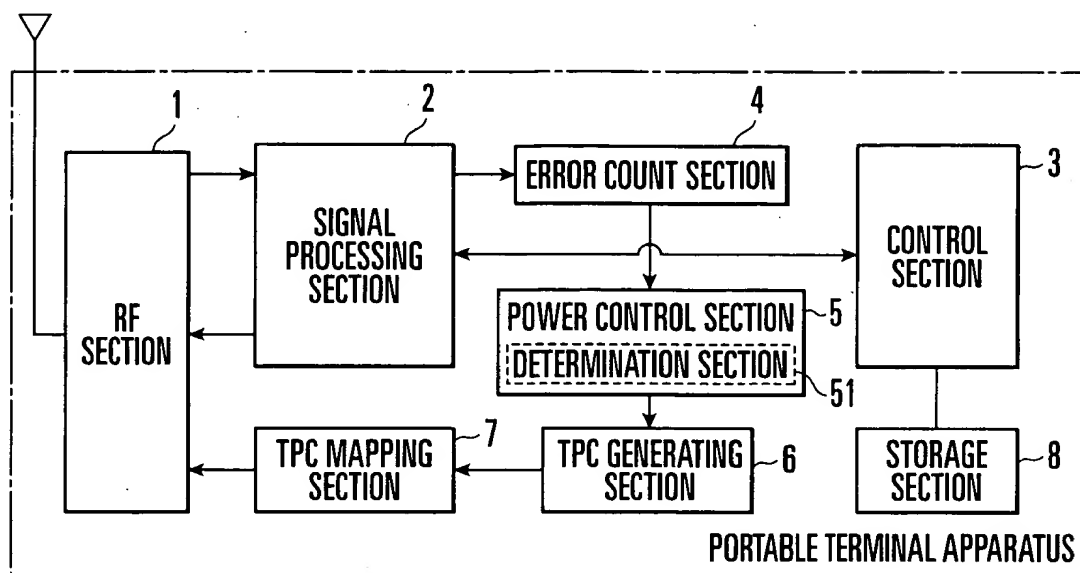 1
2
4
3
ERROR COUNT SECTION
SIGNAL
PROCESSING
SECTION
CONTROL
SECTION
RF
SECTION
POWER CONTROL SECTION
5
DETERMINATION SECTION
51
TPC MAPPING
SECTION
7
TPC GENERATING
SECTION
6
STORAGE
SECTION
8
PORTABLE TERMINAL APPARATUS